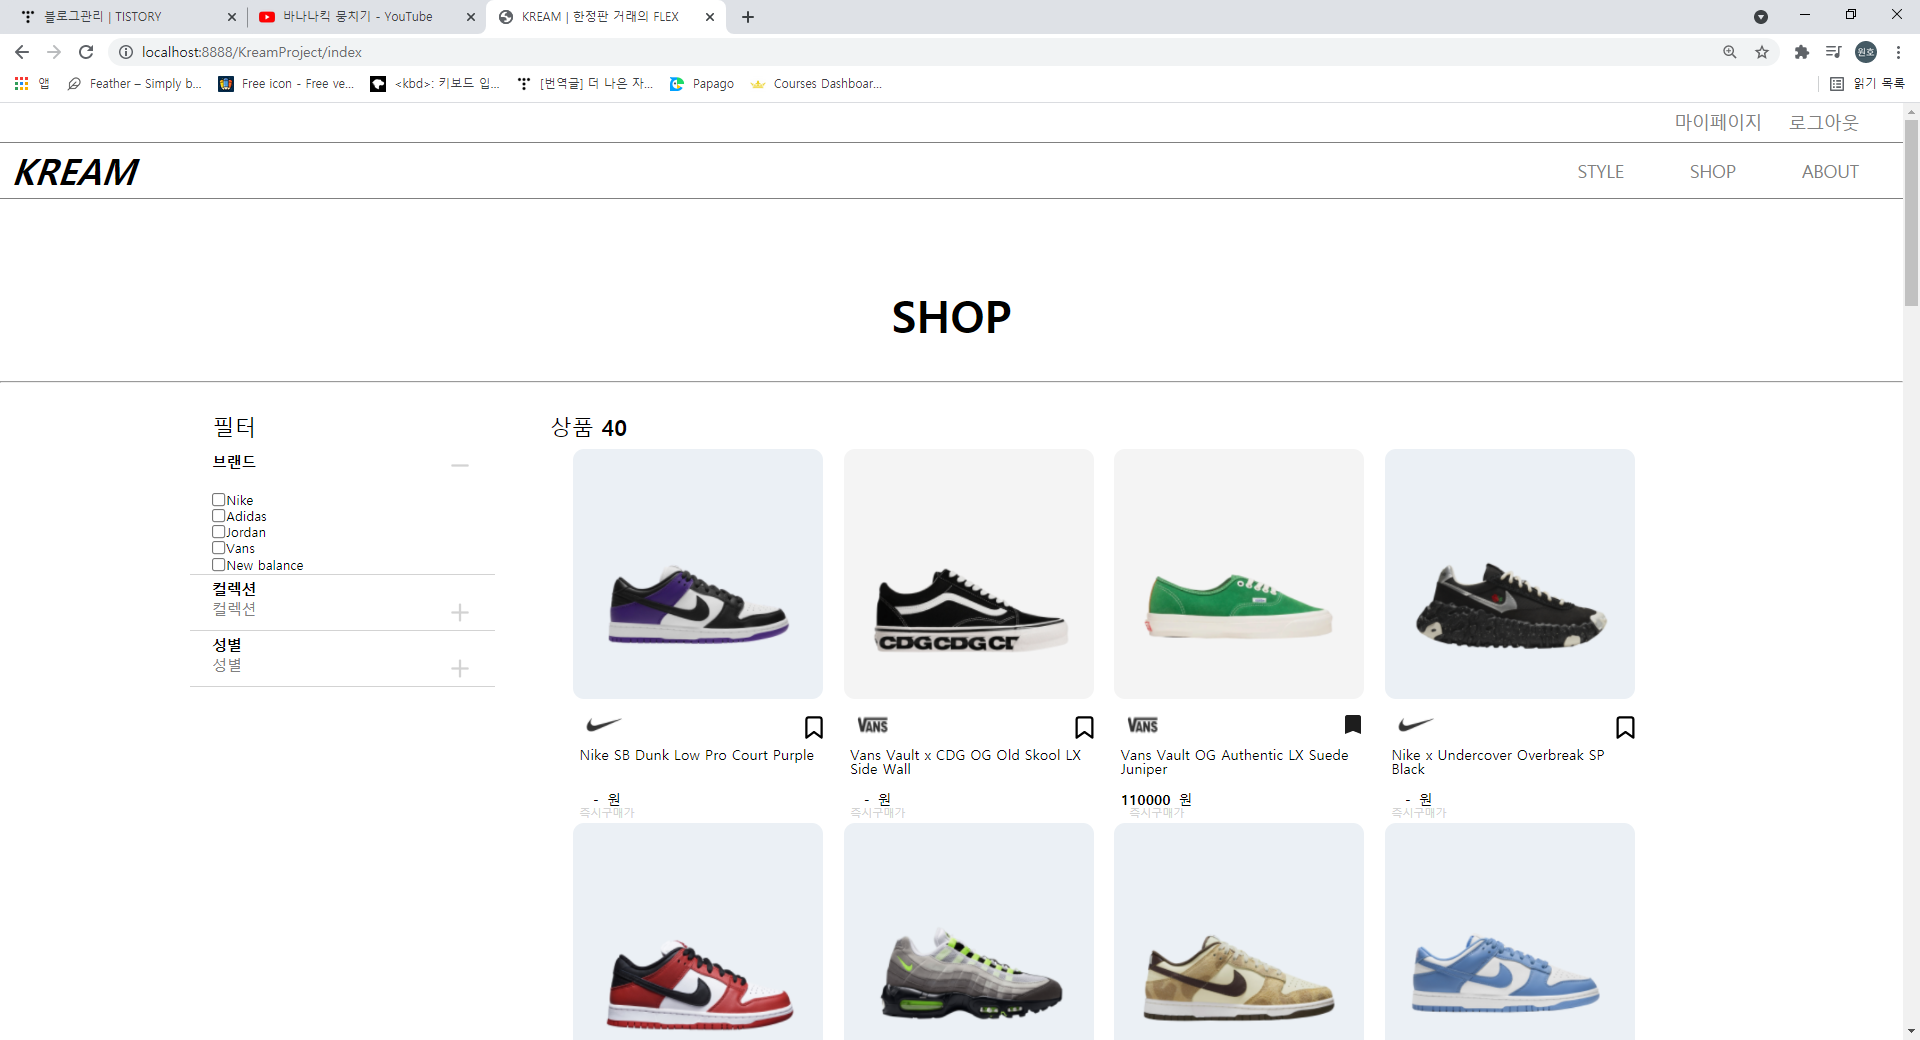 블로그관리 | TISTORY
바나나킥 뭉치기 - YouTube
KREAM | 한정판 거래의 FLEX
localhost:8888/KreamProject/index
원호
앱
Feather – Simply b...
Free icon - Free ve...
<kbd>: 키보드 입...
[번역글] 더 나은 자...
Papago
Courses Dashboar...
읽기 목록
마이페이지 로그아웃
KREAM
STYLE SHOP ABOUT
SHOP
필터
브랜드
Nike
Adidas
Jordan
Vans
New balance
컬렉션
컬렉션
성별
성별
상품 40
CDG CDG CD
VANS
VANS
Nike SB Dunk Low Pro Court Purple
- 원
즉시구매가
Vans Vault x CDG OG Old Skool LX
Side Wall
- 원
즉시구매가
Vans Vault OG Authentic LX Suede
Juniper
110000 원
즉시구매가
Nike x Undercover Overbreak SP
Black
- 원
즉시구매가